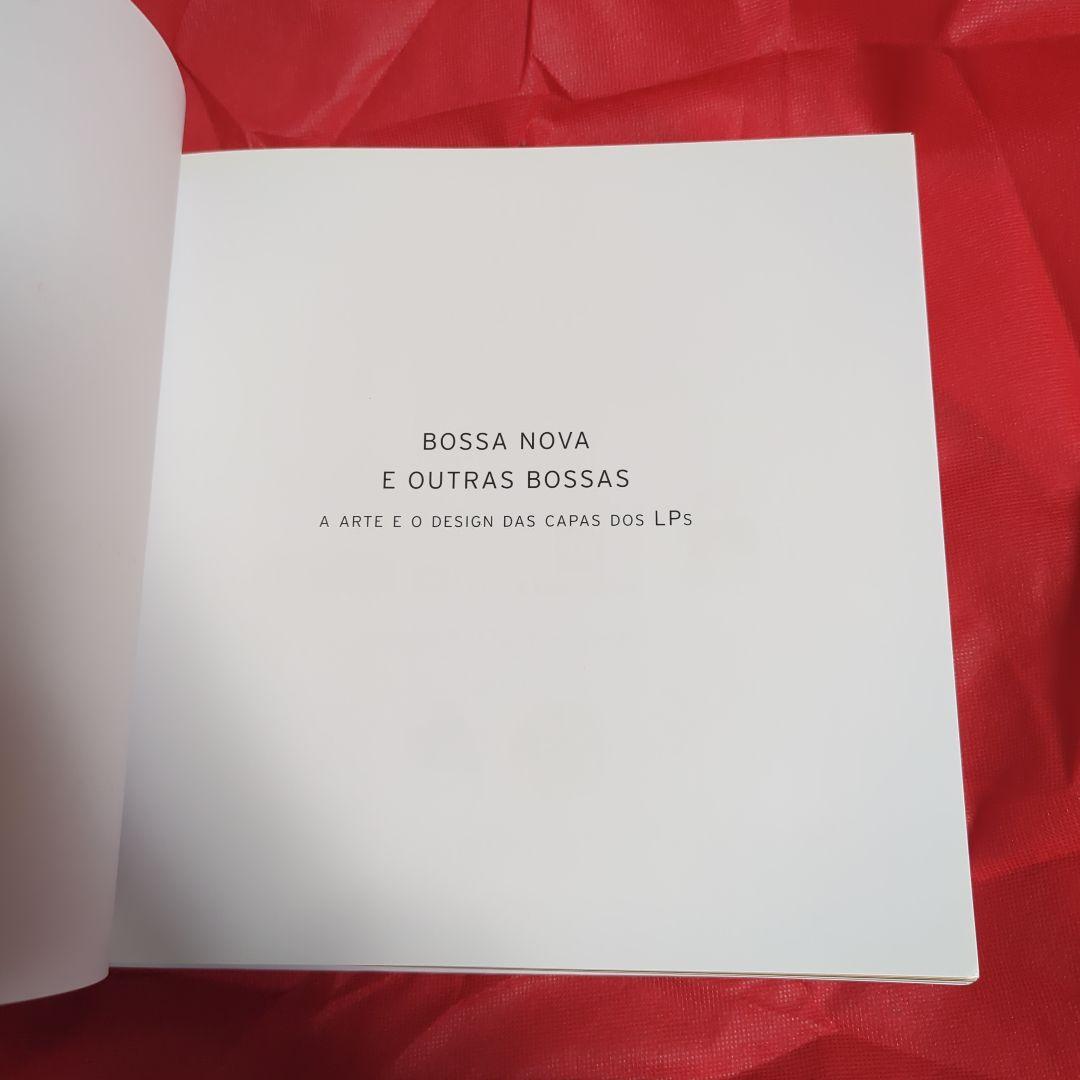 BOSSA NOVA
E OUTRAS BOSSAS
A ARTE E O DESIGN DAS CAPAS DOS LPS